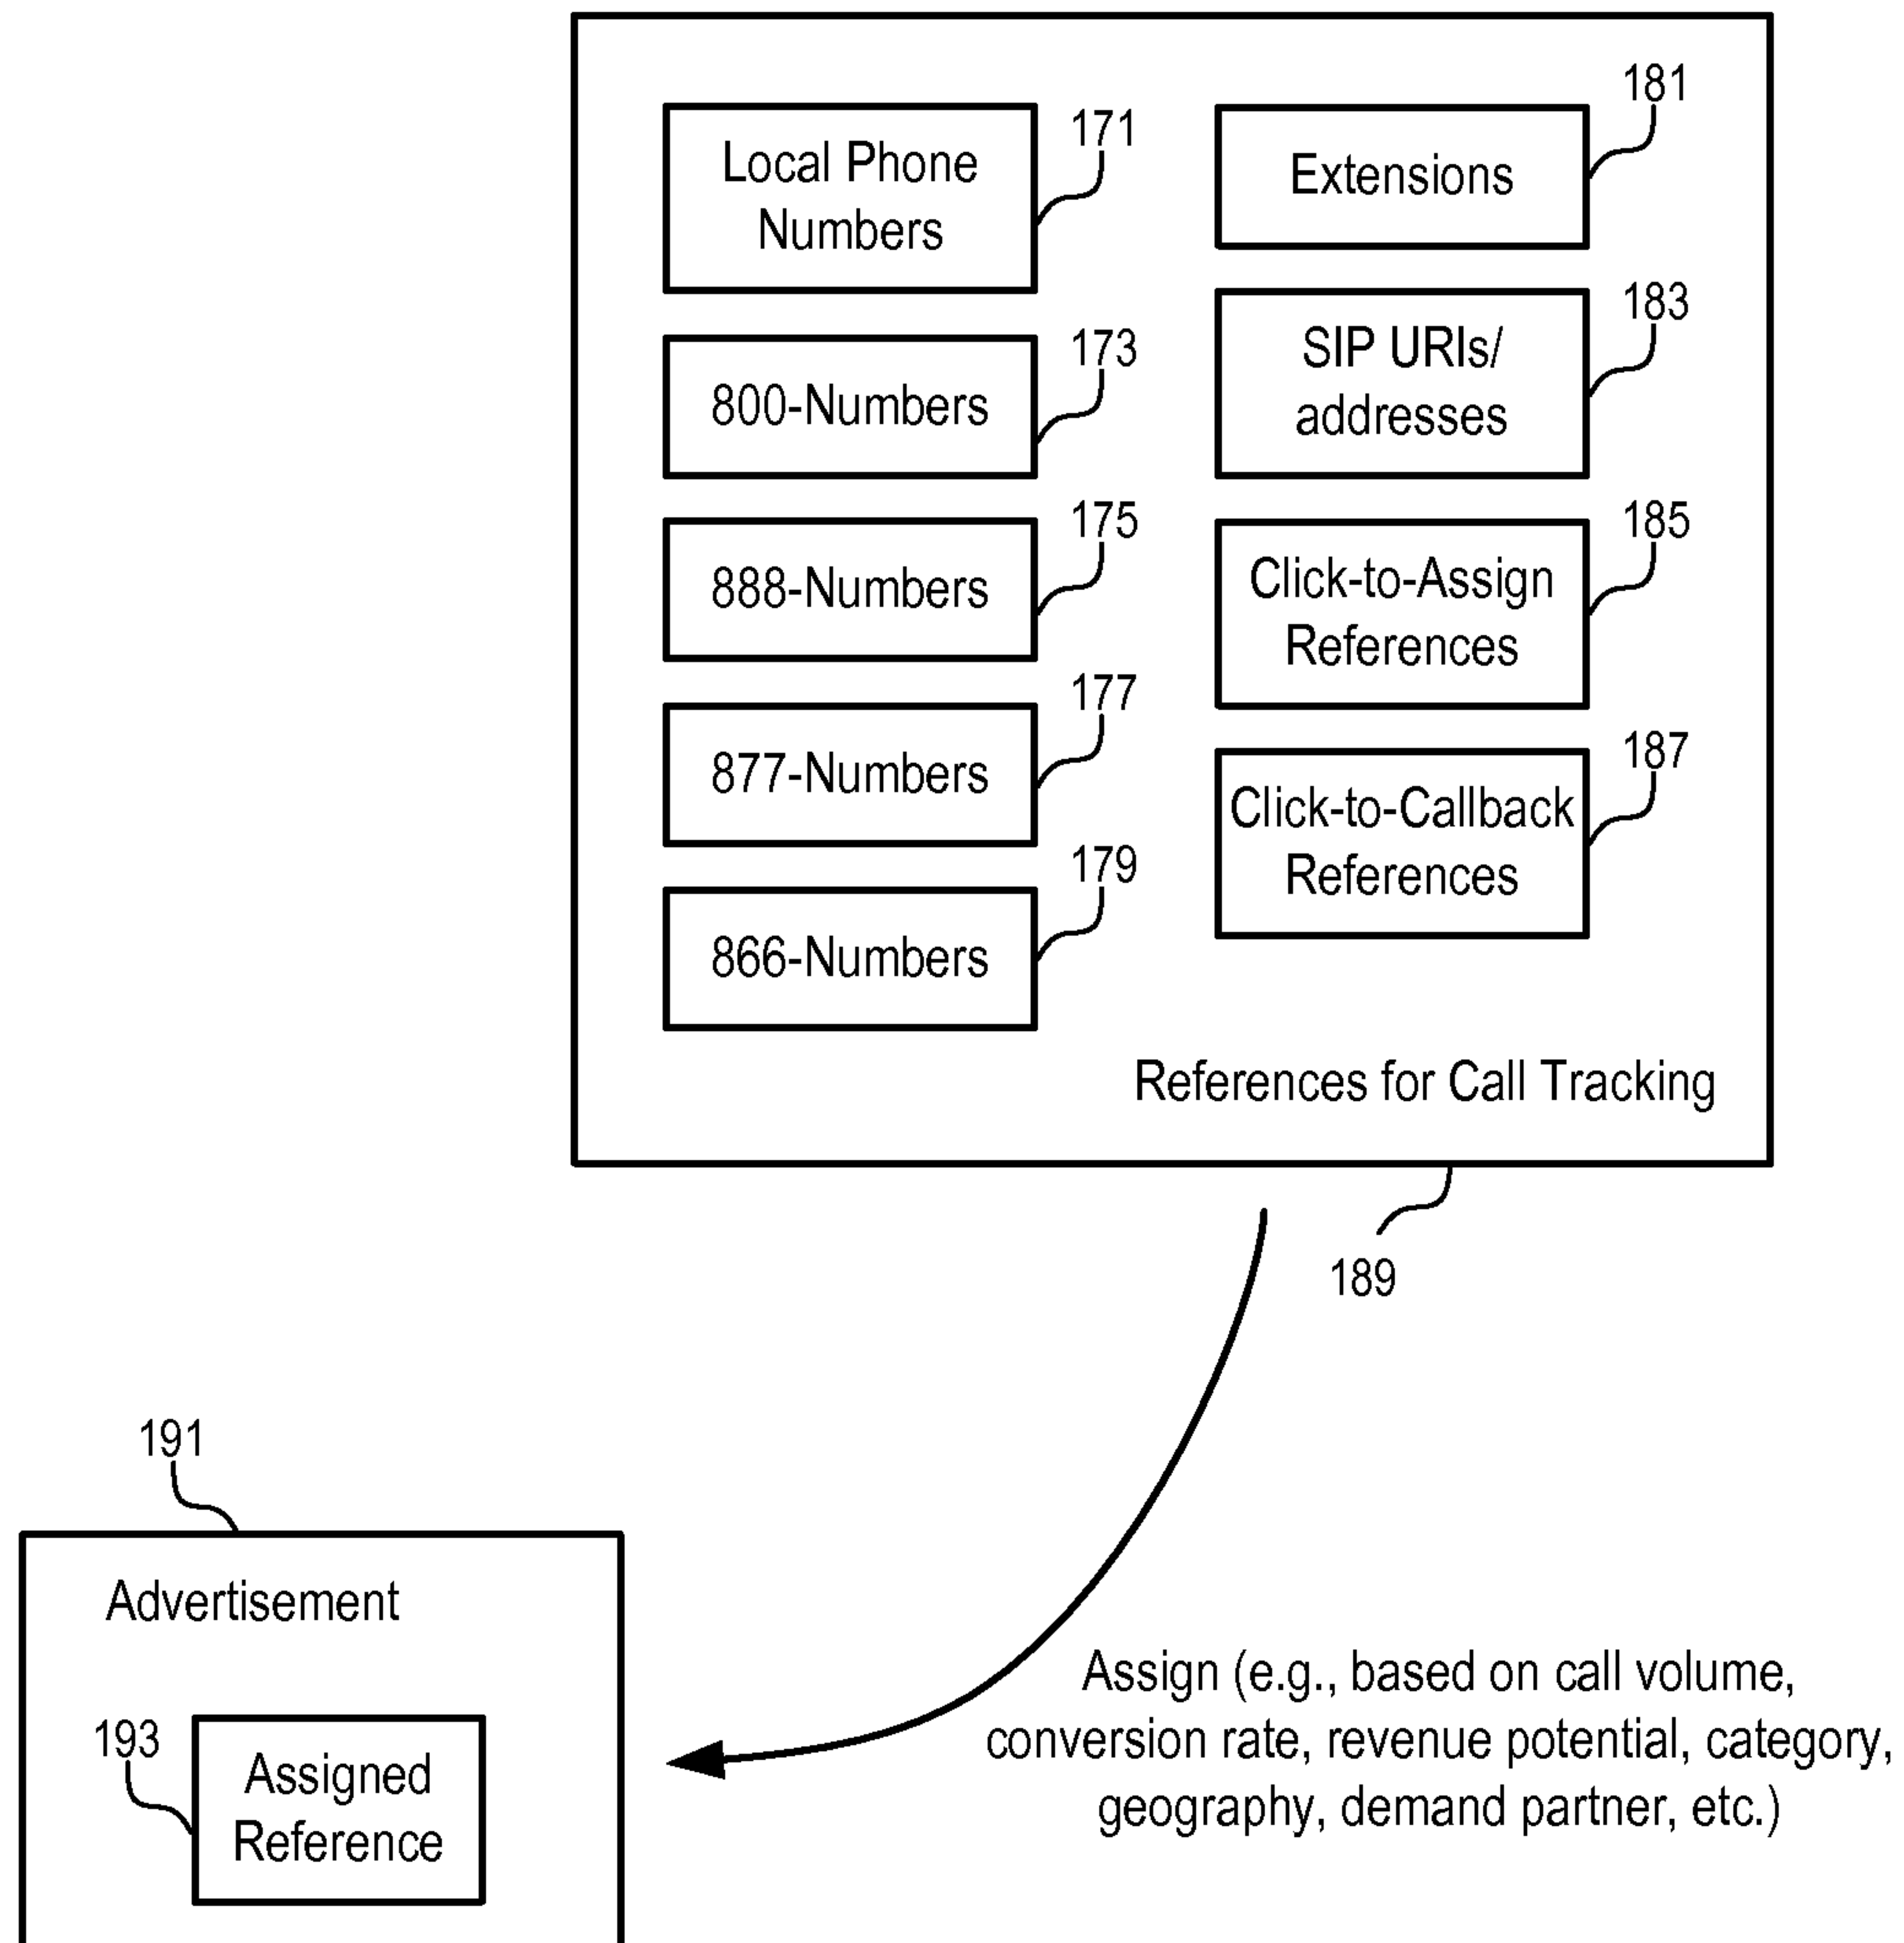 Local Phone
Numbers
171
800-Numbers
173
888-Numbers
175
877-Numbers
177
866-Numbers
179
Extensions
181
SIP URIs/
addresses
183
Click-to-Assign
References
185
Click-to-Callback
References
187
References for Call Tracking
189
191
Advertisement
193
Assigned
Reference
Assign (e.g., based on call volume,
conversion rate, revenue potential, category,
geography, demand partner, etc.)